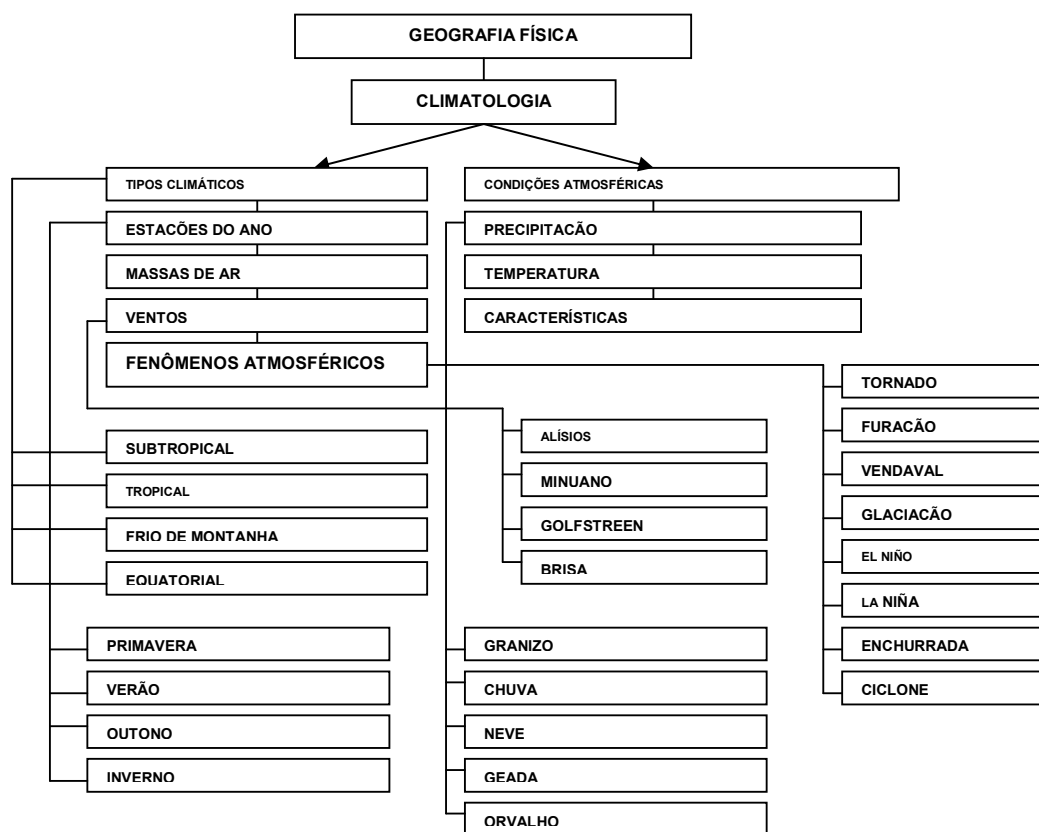 GEOGRAFIA FÍSICA
CLIMATOLOGIA
TIPOS CLIMÁTICOS
ESTACÕES DO ANO
MASSAS DE AR
VENTOS
FENÔMENOS ATMOSFÉRICOS
CONDIÇÕES ATMOSFÉRICAS
PRECIPITACÃO
TEMPERATURA
CARACTERÍSTICAS
SUBTROPICAL
TROPICAL
FRIO DE MONTANHA
EQUATORIAL
ALÍSIOS
MINUANO
GOLFSTREEN
BRISA
TORNADO
FURACÃO
VENDAVAL
GLACIACÃO
EL NIÑO
LA NIÑA
ENCHURRADA
CICLONE
PRIMAVERA
VERÃO
OUTONO
INVERNO
GRANIZO
CHUVA
NEVE
GEADA
ORVALHO